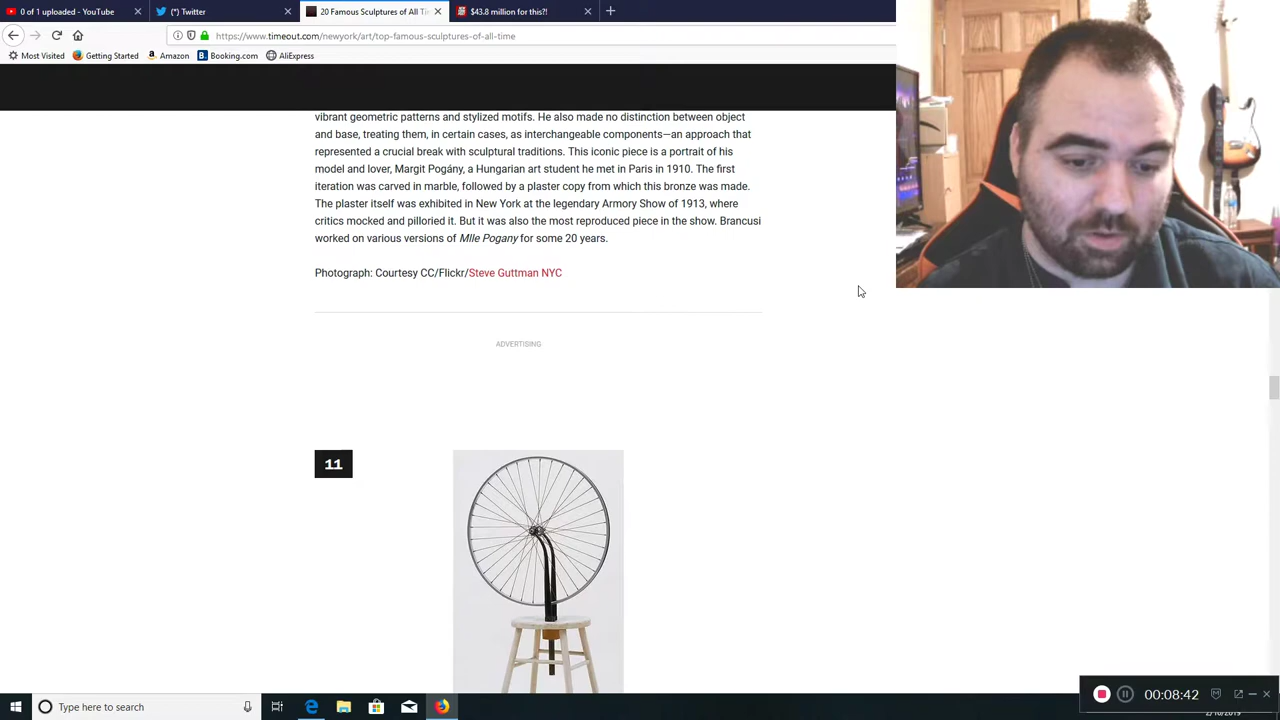 0 of 1 uploaded - YouTube
(*) Twitter
20 Famous Sculptures of All Ti
$43.8 million for this?!
https://www.timeout.com/newyork/art/top-famous-sculptures-of-all-time
Most Visited
Getting Started
Amazon
Booking.com
AliExpress
vibrant geometric patterns and stylized motifs. He also made no distinction between object
and base, treating them, in certain cases, as interchangeable components—an approach that
represented a crucial break with sculptural traditions. This iconic piece is a portrait of his
model and lover, Margit Pogány, a Hungarian art student he met in Paris in 1910. The first
iteration was carved in marble, followed by a plaster copy from which this bronze was made.
The plaster itself was exhibited in New York at the legendary Armory Show of 1913, where
critics mocked and pilloried it. But it was also the most reproduced piece in the show. Brancusi
worked on various versions of Mlle Pogany for some 20 years.
Photograph: Courtesy CC/Flickr/Steve Guttman NYC
ADVERTISING
11
Type here to search
00:08:42